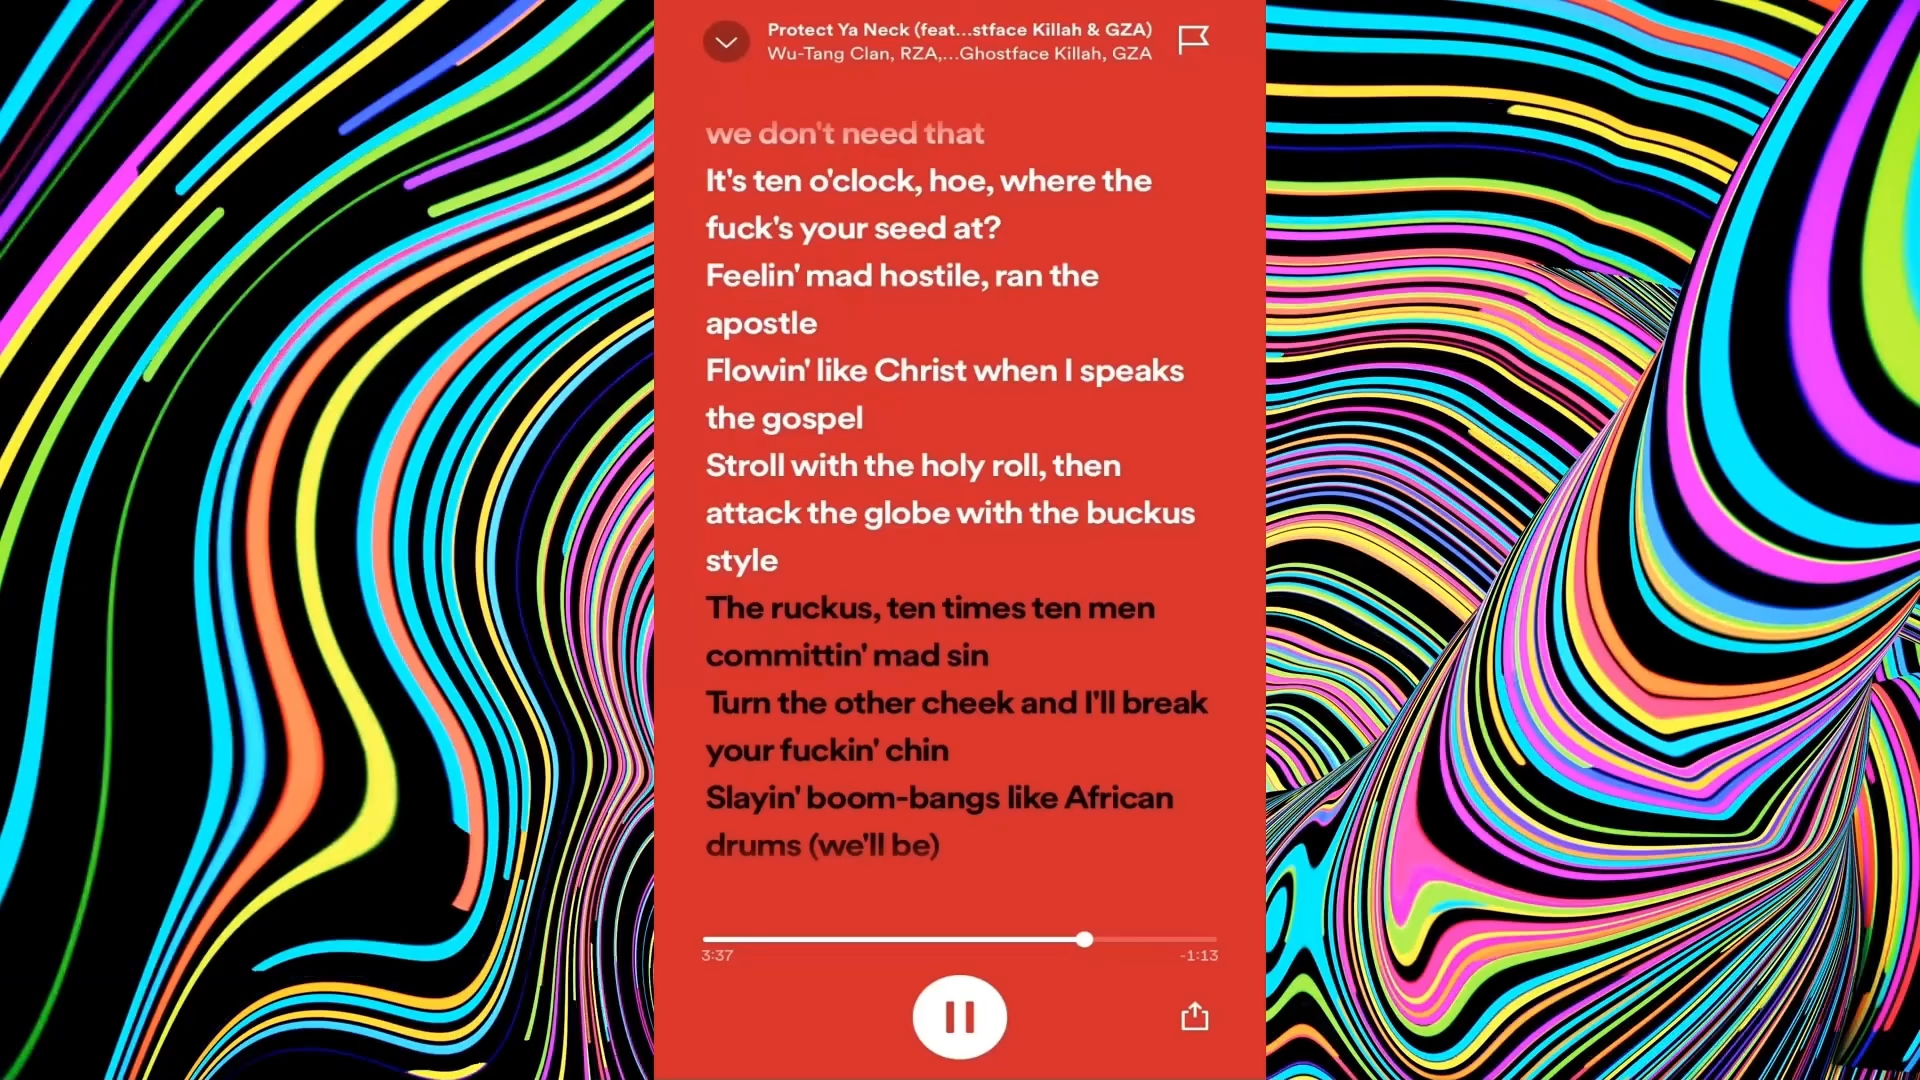 Protect Ya Neck (feat...stface Killah & GZA)
Wu-Tang Clan, RZA,...Ghostface Killah, GZA
we don't need that
It's ten o'clock, hoe, where the
fuck's your seed at?
Feelin' mad hostile, ran the
apostle
Flowin' like Christ when I speaks
the gospel
Stroll with the holy roll, then
attack the globe with the buckus
style
The ruckus, ten times ten men
committin' mad sin
Turn the other cheek and I'll break
your fuckin' chin
Slayin' boom-bangs like African
drums (we'll be)
3:37
-1:13